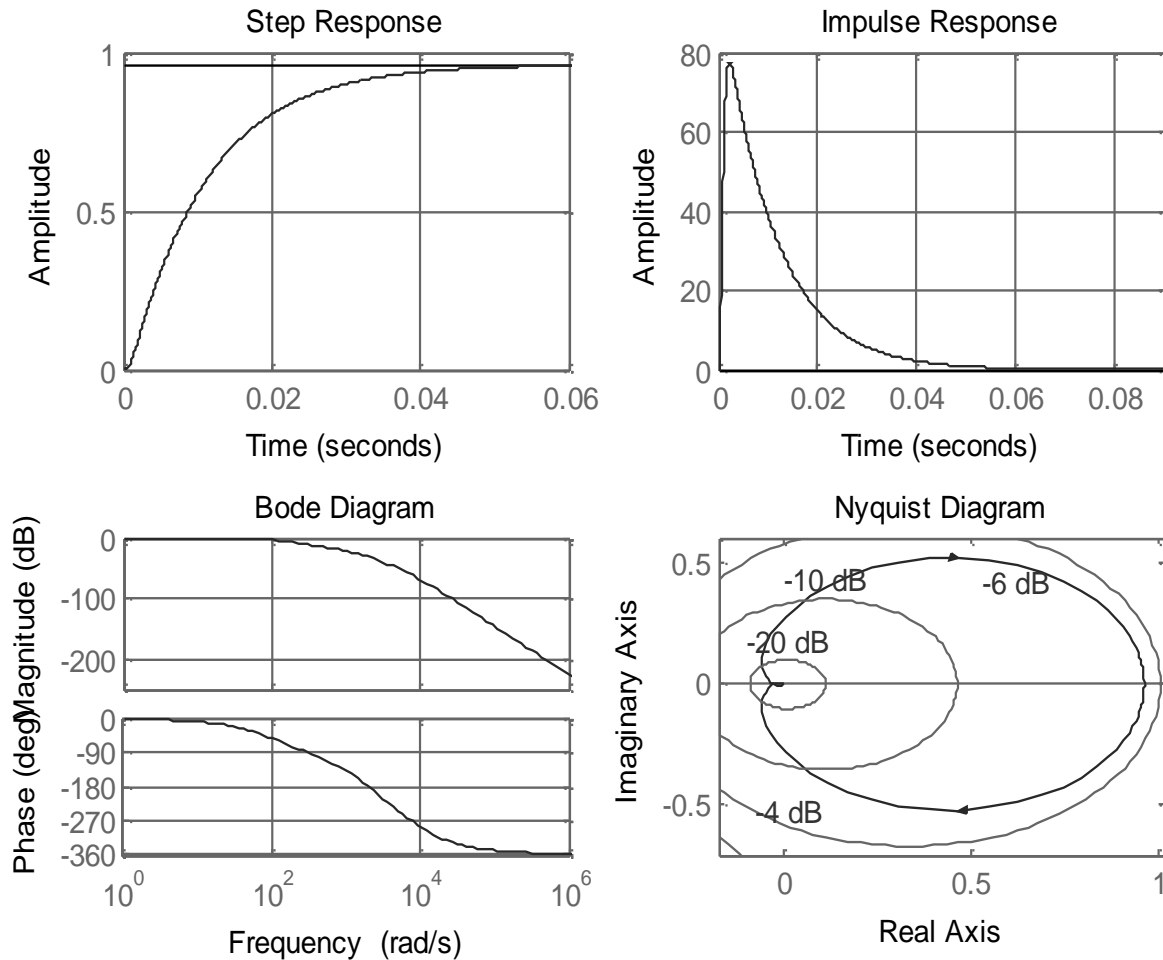 Step Response
1
0.5
0
Amplitude
0 0.02 0.04 0.06
Time (seconds)
Impulse Response
80
60
40
20
0
Amplitude
0 0.02 0.04 0.06 0.08
Time (seconds)
Bode Diagram
0
-100
-200
Magnitude (dB)
0
-90
-180
-270
-360
Phase (deg)
10^0 10^2 10^4 10^6
Frequency (rad/s)
Nyquist Diagram
0.5
0
-0.5
Imaginary Axis
-10 dB
-6 dB
-20 dB
-4 dB
0 0.5 1
Real Axis